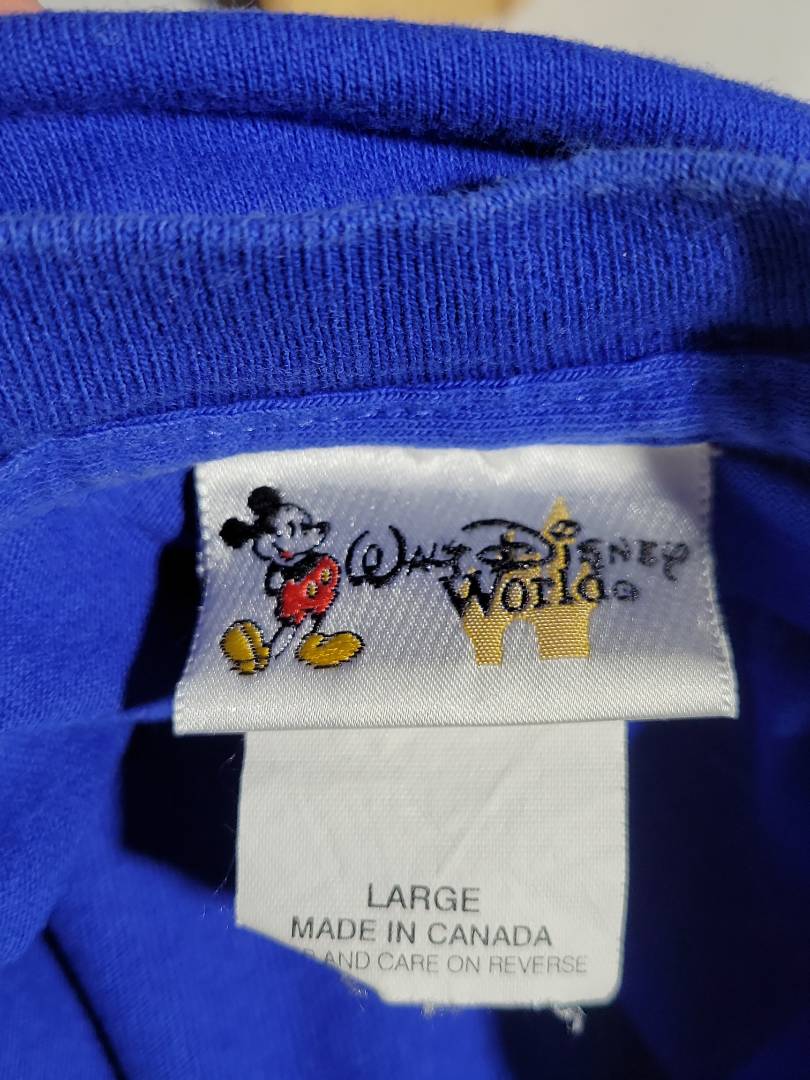 Walt Disney
World
LARGE
MADE IN CANADA
AND CARE ON REVERSE